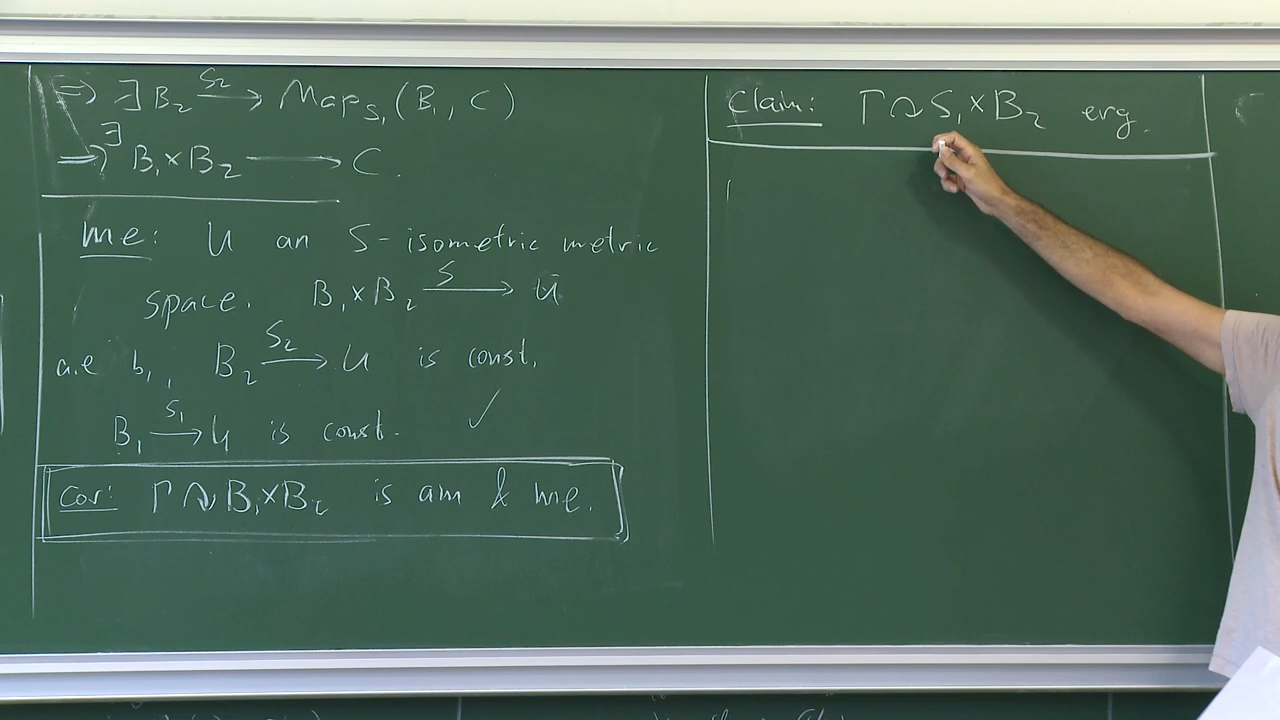 => ∃ B₂ —S₂→ Maps_{S₁}(B₁, C)
=> ∃ B₁ × B₂ ⟶ C.
me: U an S-isometric metric
space. B₁ × B₂ —S→ U
a.e b₁, B₂ —S₂→ U is const.
B₁ —S₁→ U is const. ✓
Cor: Γ ↷ B₁ × B₂ is am & me.
Claim: Γ ↷ S₁ × B₂ erg.